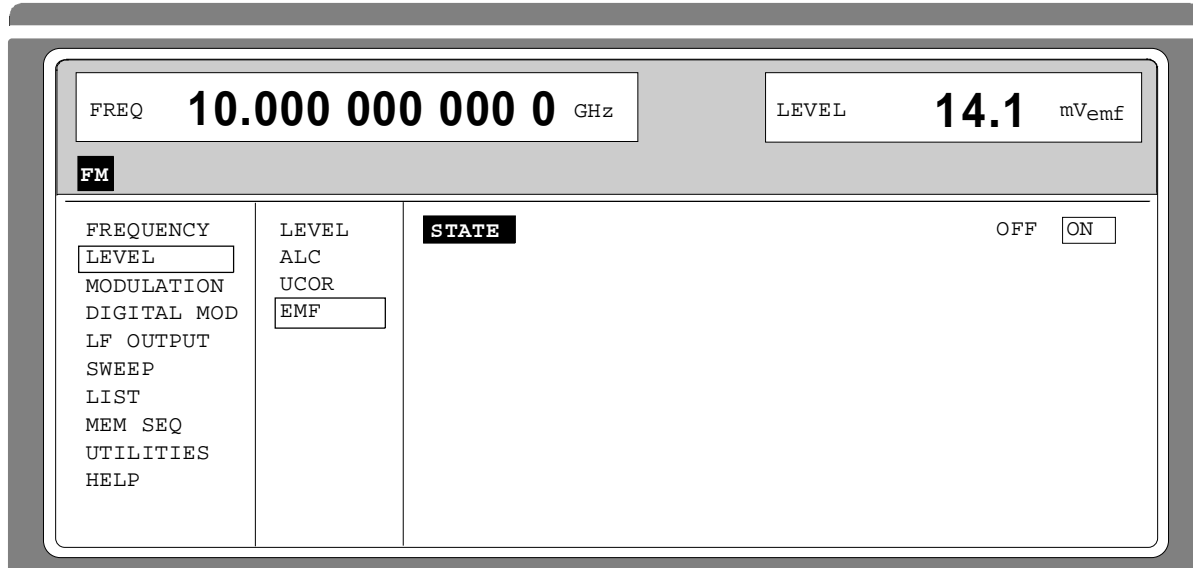 FREQ 10.000 000 000 0 GHz LEVEL 14.1 mVemf
FM
FREQUENCY
LEVEL
MODULATION
DIGITAL MOD
LF OUTPUT
SWEEP
LIST
MEM SEQ
UTILITIES
HELP
LEVEL
ALC
UCOR
EMF
STATE OFF ON